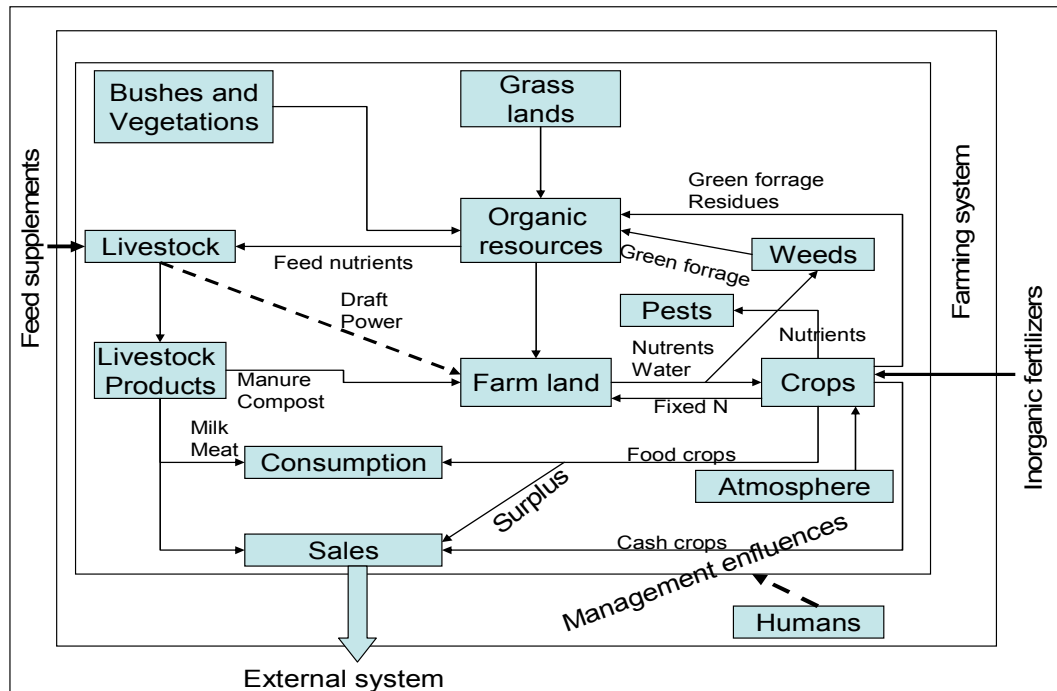 Bushes and
Vegetations
Grass
lands
Green forrage
Residues
Organic
resources
Livestock
Feed nutrients
Green forrage
Weeds
Draft
Power
Pests
Nutrients
Livestock
Products
Manure
Compost
Farm land
Nutrents
Water
Crops
Fixed N
Milk
Meat
Consumption
Food crops
Surplus
Atmosphere
Sales
Cash crops
Management enfluences
Humans
External system
Feed supplements
Farming system
Inorganic fertilizers